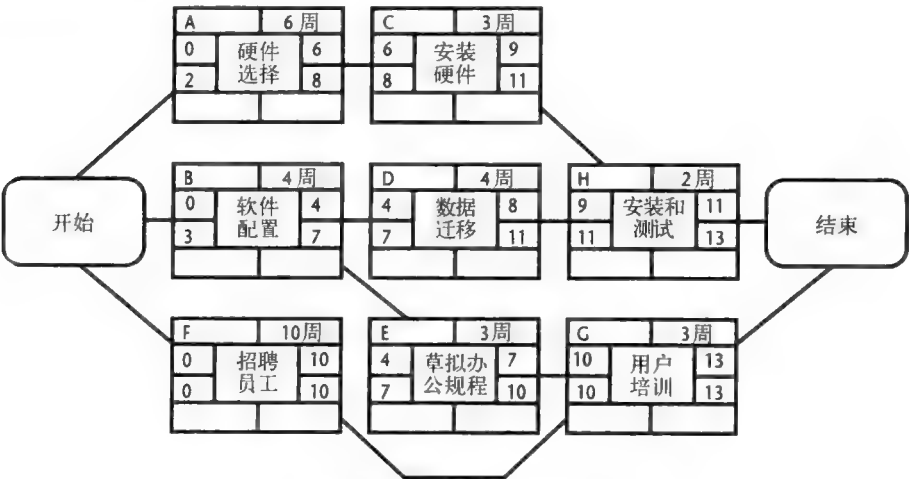 A 6周 C 3周
0 硬件 6 6 安装 9
2 选择 8 8 硬件 11
B 4周 D 4周 H 2周
开始 0 软件 4 4 数据 8 9 安装和 11 结束
3 配置 7 7 迁移 11 11 测试 13
F 10周 E 3周 G 3周
0 招聘 10 4 草拟办 7 10 用户 13
0 员工 10 7 公规程 10 10 培训 13